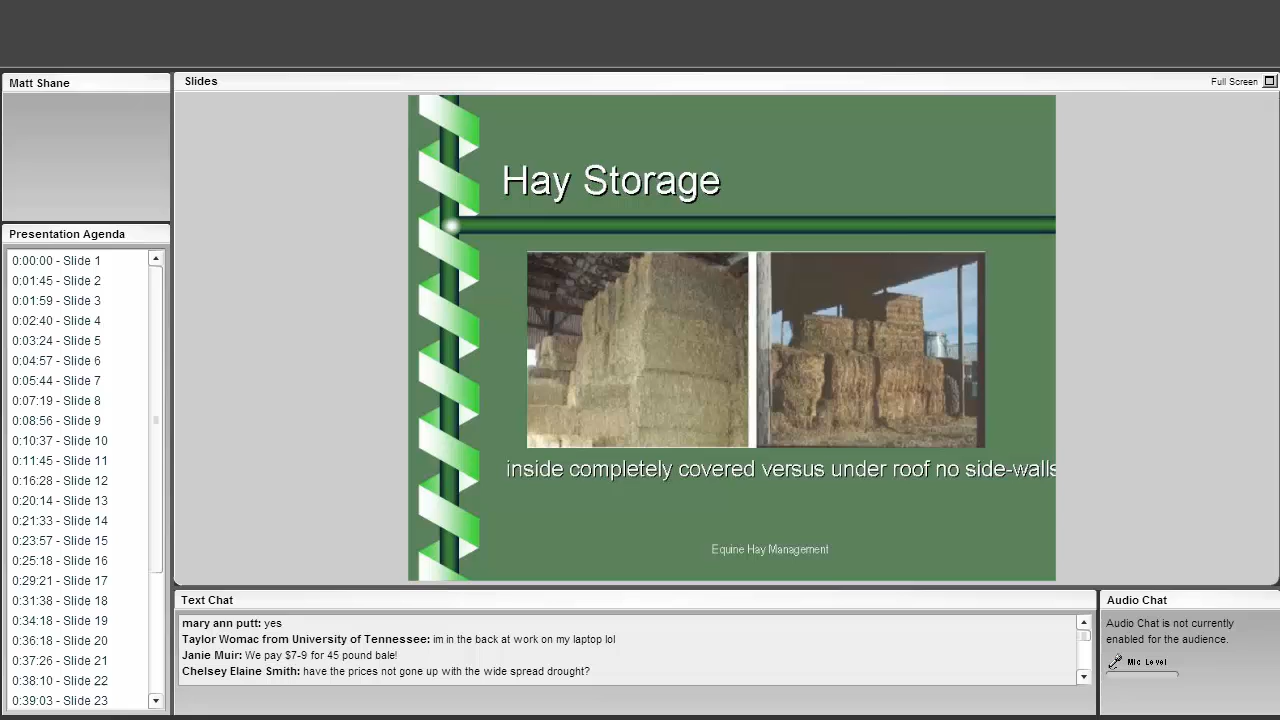 Matt Shane
Slides
Full Screen
Hay Storage
inside completely covered versus under roof no side-walls
Equine Hay Management
Presentation Agenda
0:00:00 - Slide 1
0:01:45 - Slide 2
0:01:59 - Slide 3
0:02:40 - Slide 4
0:03:24 - Slide 5
0:04:57 - Slide 6
0:05:44 - Slide 7
0:07:19 - Slide 8
0:08:56 - Slide 9
0:10:37 - Slide 10
0:11:45 - Slide 11
0:16:28 - Slide 12
0:20:14 - Slide 13
0:21:33 - Slide 14
0:23:57 - Slide 15
0:25:18 - Slide 16
0:29:21 - Slide 17
0:31:38 - Slide 18
0:34:18 - Slide 19
0:36:18 - Slide 20
0:37:26 - Slide 21
0:38:10 - Slide 22
0:39:03 - Slide 23
Text Chat
mary ann putt: yes
Taylor Womac from University of Tennessee: im in the back at work on my laptop lol
Janie Muir: We pay $7-9 for 45 pound bale!
Chelsey Elaine Smith: have the prices not gone up with the wide spread drought?
Audio Chat
Audio Chat is not currently
enabled for the audience.
Mic Level